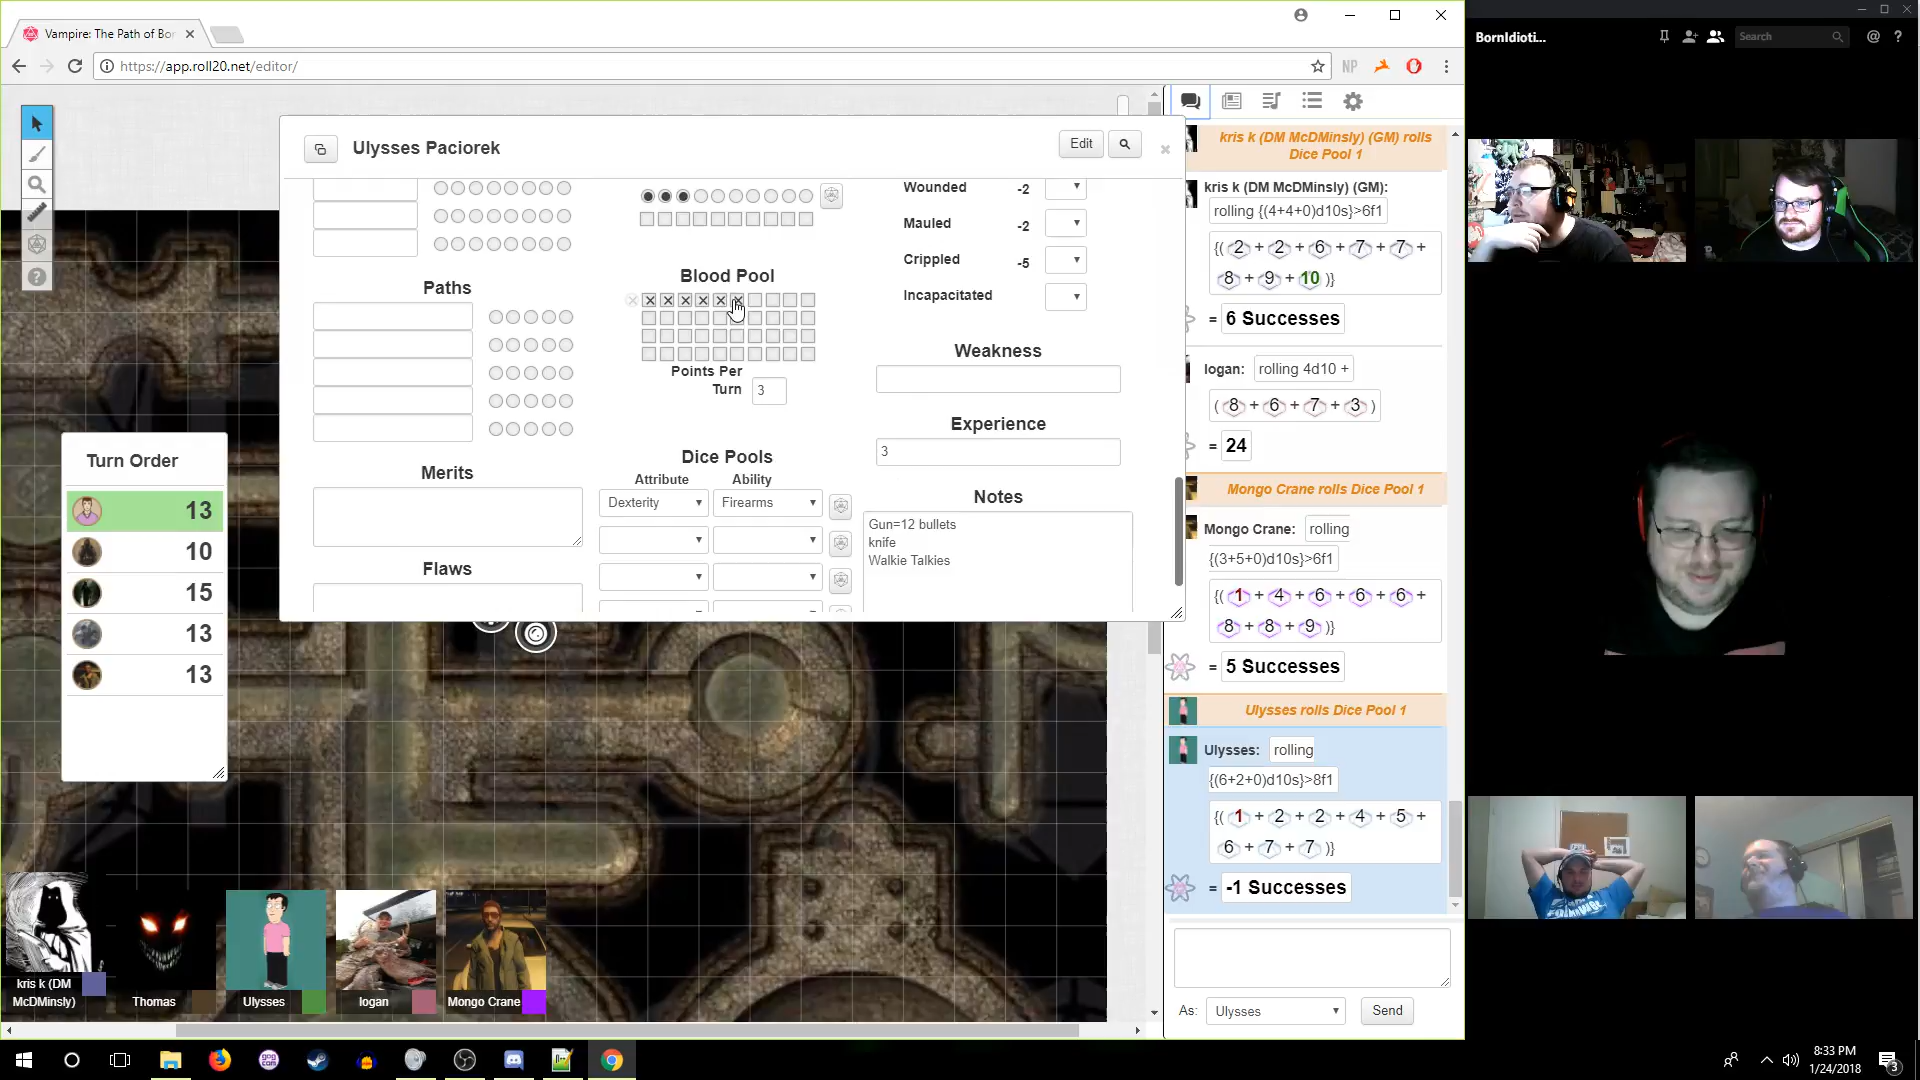 Vampire: The Path of Bor
https://app.roll20.net/editor/
NP
BornIdioti...
Search
@
?
Ulysses Paciorek
Edit
Wounded -2
Mauled -2
Crippled -5
Incapacitated
Blood Pool
Paths
Points Per
Turn 3
Weakness
Experience
3
Merits
Dice Pools
Attribute Ability
Dexterity Firearms
Notes
Gun=12 bullets
knife
Walkie Talkies
Flaws
Turn Order
13
10
15
13
13
kris k (DM McDMinsly) (GM) rolls
Dice Pool 1
kris k (DM McDMinsly) (GM):
rolling {(4+4+0)d10s}>6f1
{( 2 + 2 + 6 + 7 + 7 +
8 + 9 + 10 )}
= 6 Successes
logan: rolling 4d10 +
( 8 + 6 + 7 + 3 )
= 24
Mongo Crane rolls Dice Pool 1
Mongo Crane: rolling
{(3+5+0)d10s}>6f1
{( 1 + 4 + 6 + 6 + 6 +
8 + 8 + 9 )}
= 5 Successes
Ulysses rolls Dice Pool 1
Ulysses: rolling
{(6+2+0)d10s}>8f1
{( 1 + 2 + 2 + 4 + 5 +
6 + 7 + 7 )}
= -1 Successes
As: Ulysses Send
kris k (DM
McDMinsly)
Thomas
Ulysses
logan
Mongo Crane
8:33 PM
1/24/2018
3